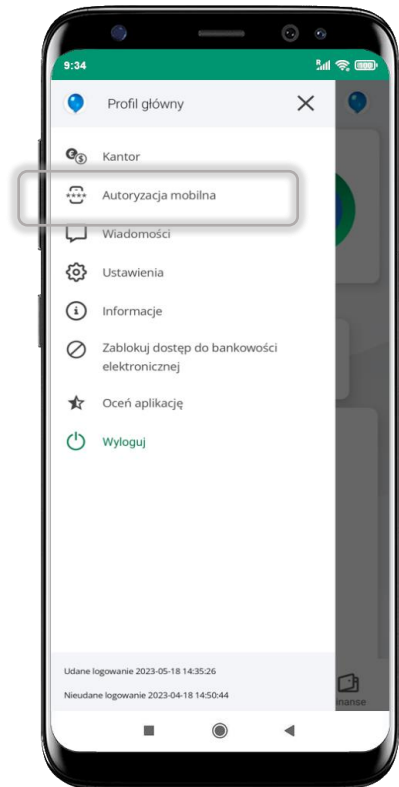 9:34
Profil główny
Kantor
Autoryzacja mobilna
Wiadomości
Ustawienia
Informacje
Zablokuj dostęp do bankowości
elektronicznej
Oceń aplikację
Wyloguj
Udane logowanie 2023-05-18 14:35:26
Nieudane logowanie 2023-04-18 14:50:44
inanse